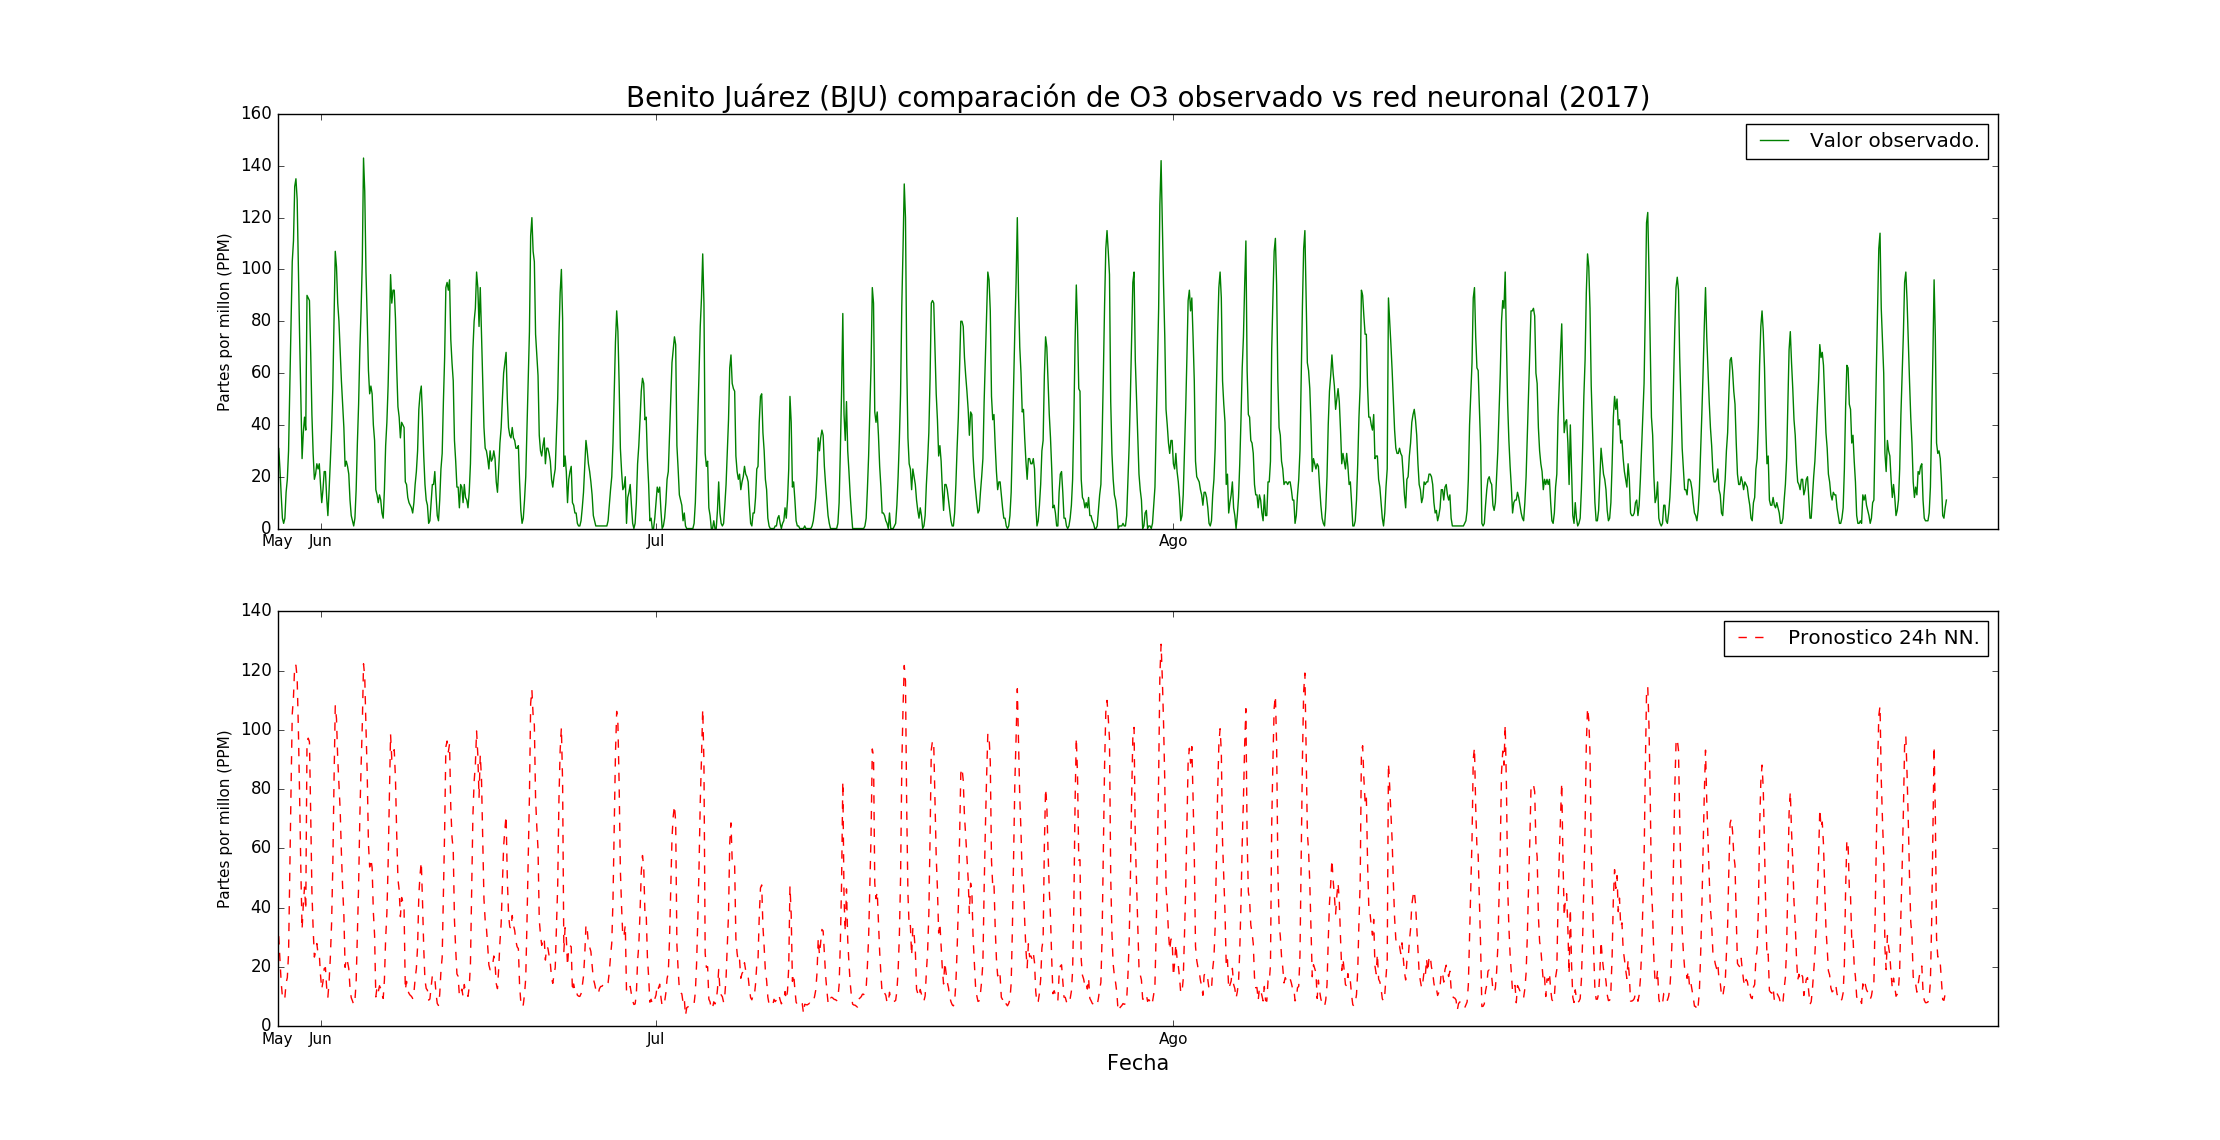 Benito Juárez (BJU) comparación de O3 observado vs red neuronal (2017)
160
140
120
100
80
60
40
20
0
Partes por millon (PPM)
Valor observado.
May Jun Jul Ago
140
120
100
80
60
40
20
0
Partes por millon (PPM)
Pronostico 24h NN.
May Jun Jul Ago
Fecha